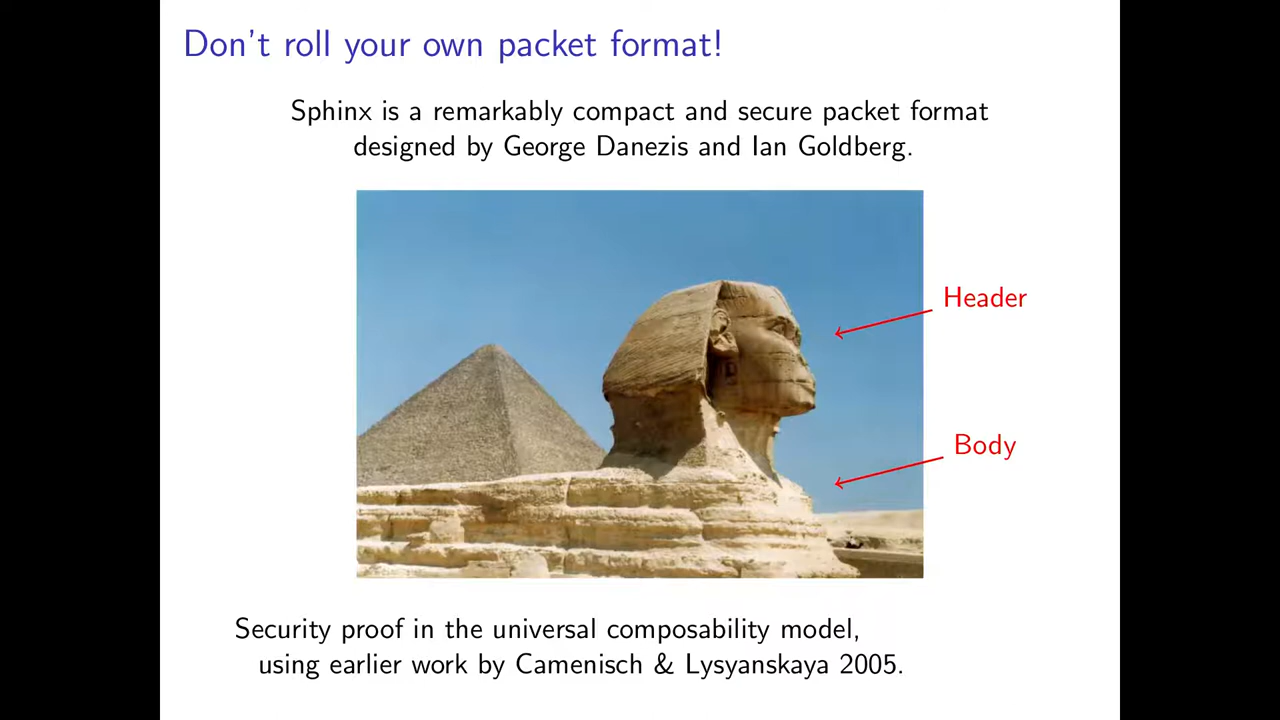 Don't roll your own packet format!
Sphinx is a remarkably compact and secure packet format
designed by George Danezis and Ian Goldberg.
Header
Body
Security proof in the universal composability model,
using earlier work by Camenisch & Lysyanskaya 2005.